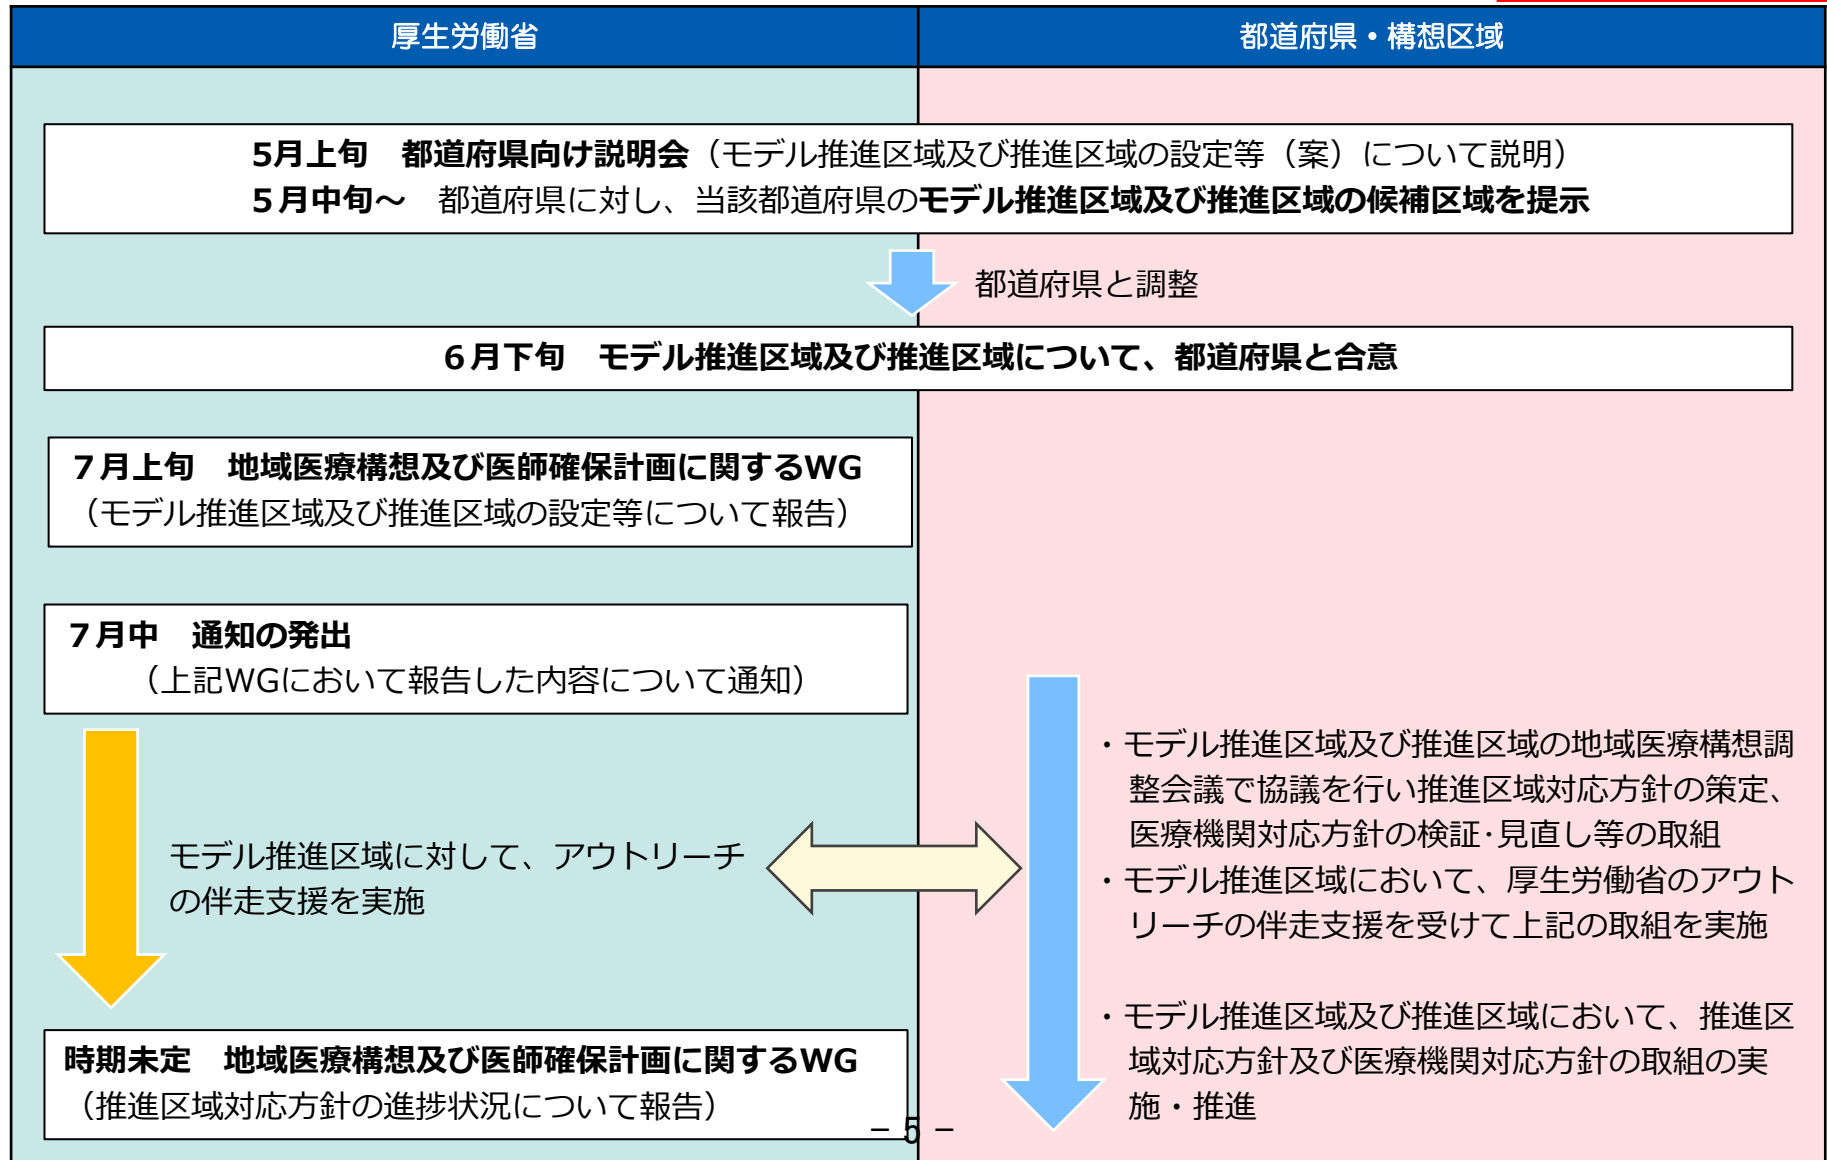 厚生労働省
都道府県・構想区域
5月上旬　都道府県向け説明会（モデル推進区域及び推進区域の設定等（案）について説明）
５月中旬～　都道府県に対し、当該都道府県のモデル推進区域及び推進区域の候補区域を提示
都道府県と調整
６月下旬　モデル推進区域及び推進区域について、都道府県と合意
７月上旬　地域医療構想及び医師確保計画に関するWG
（モデル推進区域及び推進区域の設定等について報告）
７月中　通知の発出
（上記WGにおいて報告した内容について通知）
モデル推進区域に対して、アウトリーチ
の伴走支援を実施
時期未定　地域医療構想及び医師確保計画に関するWG
（推進区域対応方針の進捗状況について報告）
・モデル推進区域及び推進区域の地域医療構想調
整会議で協議を行い推進区域対応方針の策定、
医療機関対応方針の検証･見直し等の取組
・モデル推進区域において、厚生労働省のアウト
リーチの伴走支援を受けて上記の取組を実施
・モデル推進区域及び推進区域において、推進区
域対応方針及び医療機関対応方針の取組の実
施・推進
－ 5 －